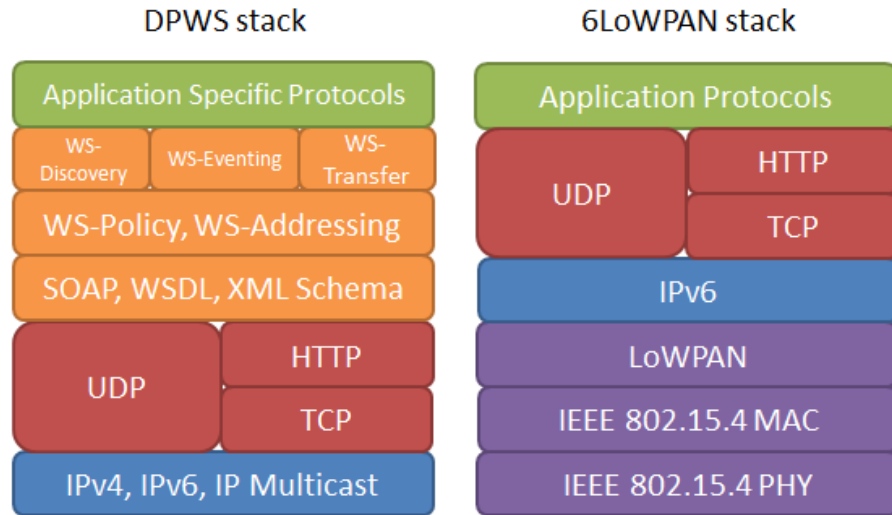 DPWS stack
Application Specific Protocols
WS-
Discovery
WS-Eventing
WS-
Transfer
WS-Policy, WS-Addressing
SOAP, WSDL, XML Schema
UDP
HTTP
TCP
IPv4, IPv6, IP Multicast
6LoWPAN stack
Application Protocols
UDP
HTTP
TCP
IPv6
LoWPAN
IEEE 802.15.4 MAC
IEEE 802.15.4 PHY